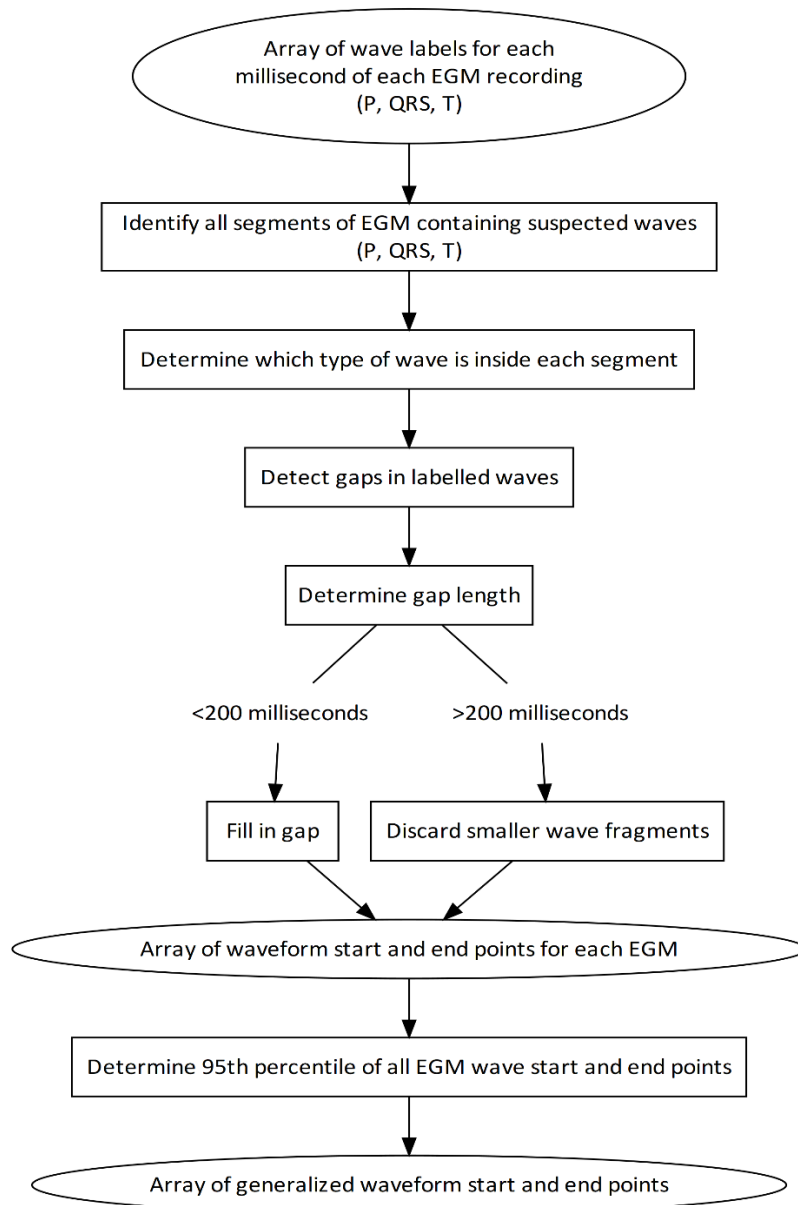 Array of wave labels for each
millisecond of each EGM recording
(P, QRS, T)
Identify all segments of EGM containing suspected waves
(P, QRS, T)
Determine which type of wave is inside each segment
Detect gaps in labelled waves
Determine gap length
<200 milliseconds
>200 milliseconds
Fill in gap
Discard smaller wave fragments
Array of waveform start and end points for each EGM
Determine 95th percentile of all EGM wave start and end points
Array of generalized waveform start and end points